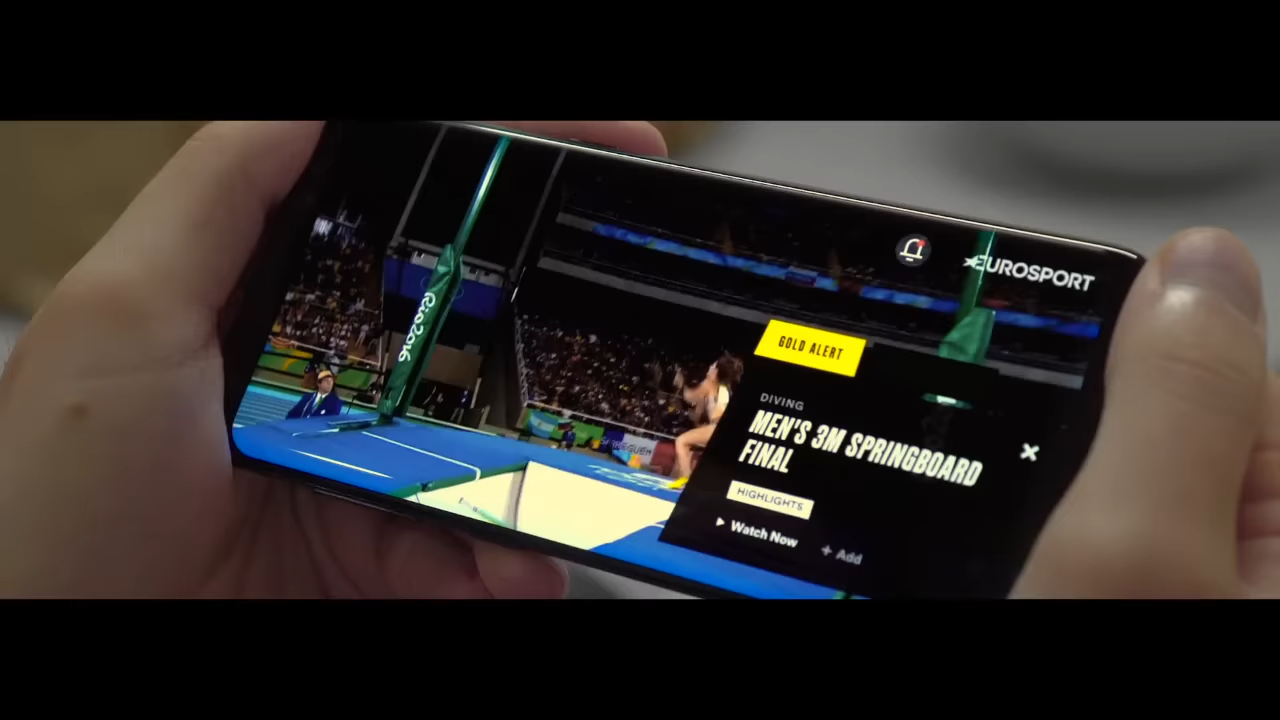 EUROSPORT
Rio2016
GOLD ALERT
DIVING
MEN'S 3M SPRINGBOARD
FINAL
HIGHLIGHTS
Watch Now
+ Add